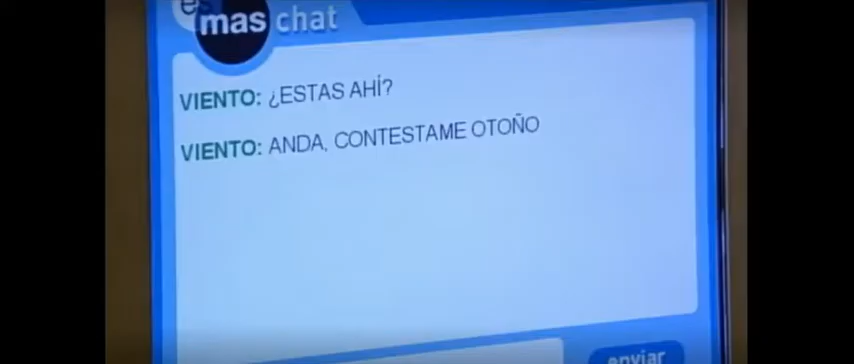 es
mas chat
VIENTO: ¿ESTAS AHÍ?
VIENTO: ANDA, CONTESTAME OTOÑO
enviar